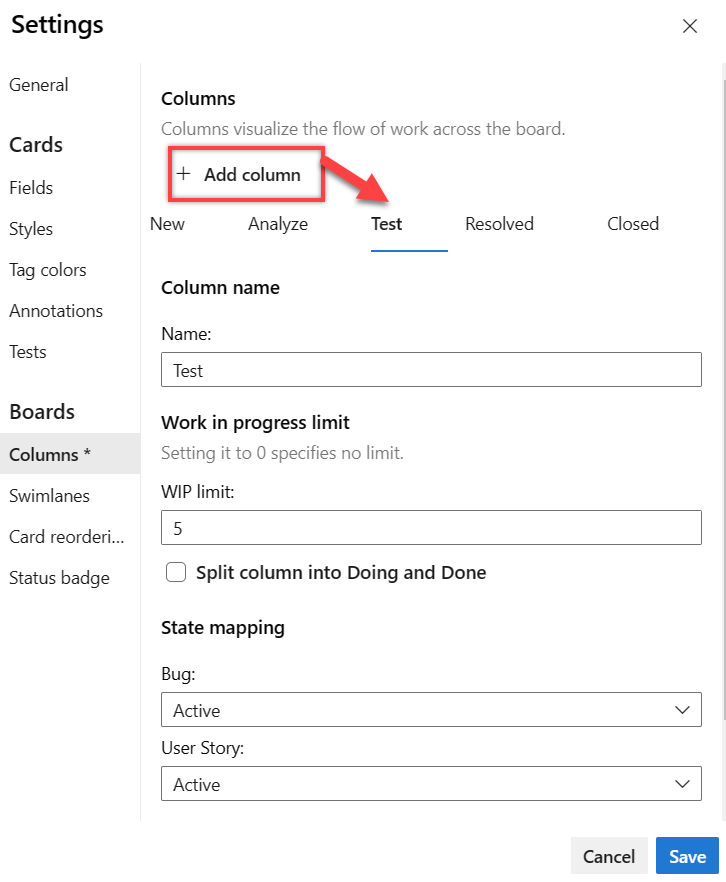 Settings
General
Cards
Fields
Styles
Tag colors
Annotations
Tests
Boards
Columns *
Swimlanes
Card reorderi...
Status badge
Columns
Columns visualize the flow of work across the board.
+ Add column
New Analyze Test Resolved Closed
Column name
Name:
Test
Work in progress limit
Setting it to 0 specifies no limit.
WIP limit:
5
Split column into Doing and Done
State mapping
Bug:
Active
User Story:
Active
Cancel Save